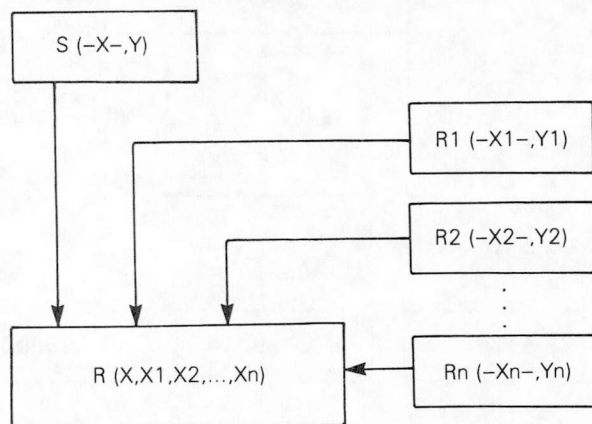 S (–X–,Y)
R1 (–X1–,Y1)
R2 (–X2–,Y2)
R (X,X1,X2,...,Xn)
Rn (–Xn–,Yn)